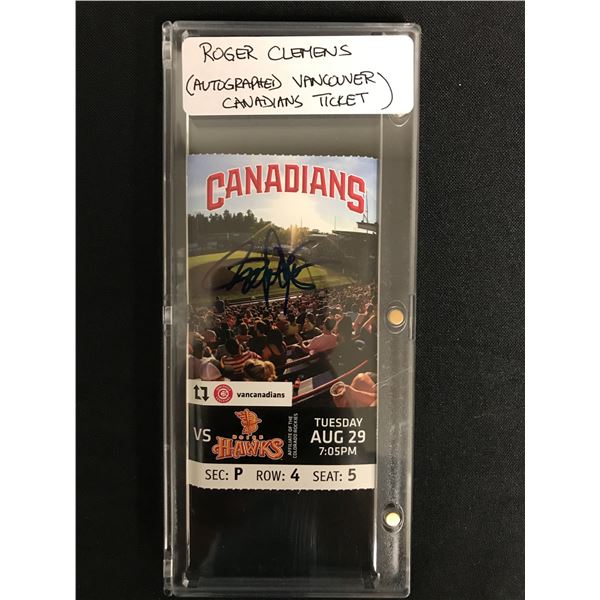 ROGER CLEMENS
(AUTOGRAPHED VANCOUVER
CANADIANS TICKET)
CANADIANS
vancanadians
VS
BOISE
HAWKS
AFFILIATE OF THE
COLORADO ROCKIES
TUESDAY
AUG 29
7:05PM
SEC: P ROW: 4 SEAT: 5